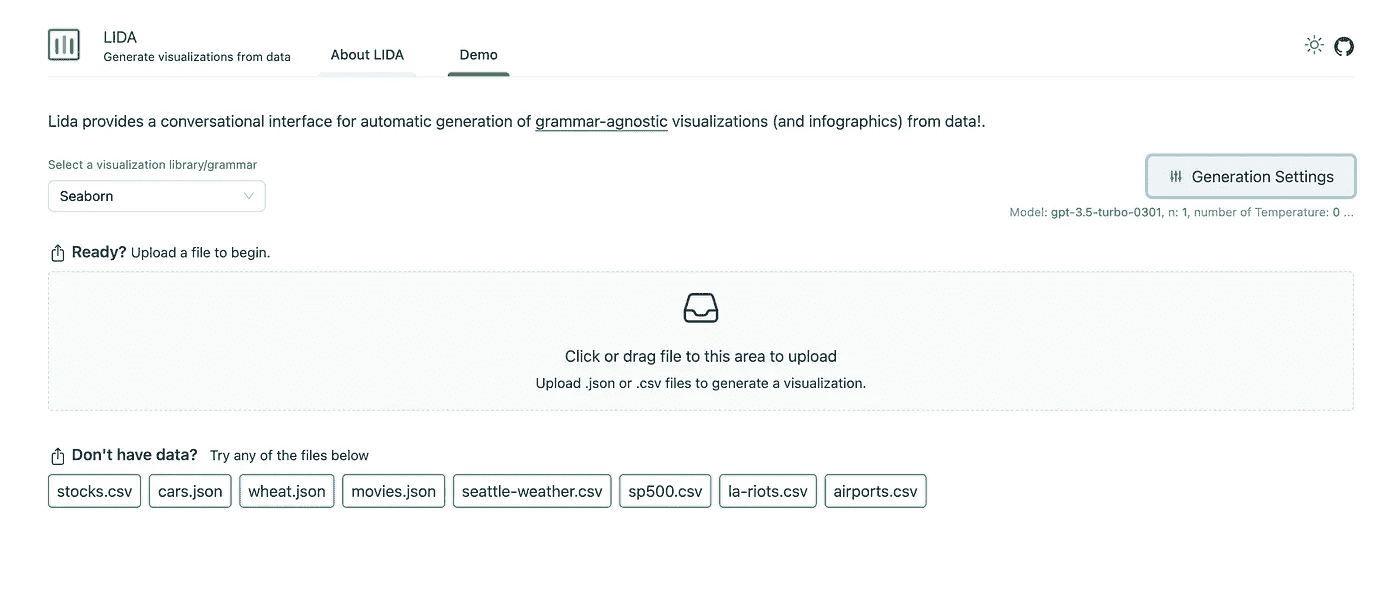 LIDA
Generate visualizations from data
About LIDA
Demo
Lida provides a conversational interface for automatic generation of grammar-agnostic visualizations (and infographics) from data!.
Select a visualization library/grammar
Seaborn
Generation Settings
Model: gpt-3.5-turbo-0301, n: 1, number of Temperature: 0 ...
Ready? Upload a file to begin.
Click or drag file to this area to upload
Upload .json or .csv files to generate a visualization.
Don't have data? Try any of the files below
stocks.csv cars.json wheat.json movies.json seattle-weather.csv sp500.csv la-riots.csv airports.csv